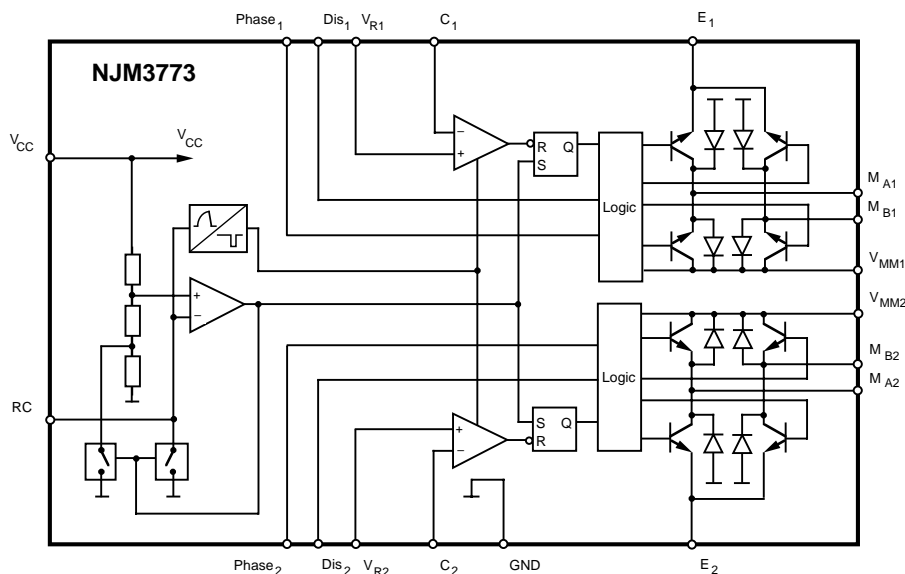 Phase1 Dis1 VR1 C1 E1
NJM3773
VCC VCC
R Q
S
– +
Logic
MA1
MB1
VMM1
VMM2
MB2
MA2
+ –
RC
Logic
S Q
R
+ –
Phase2 Dis2 VR2 C2 GND E2